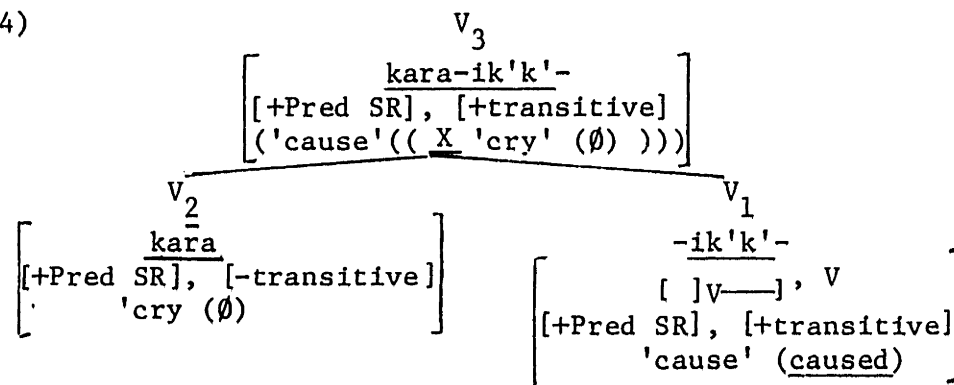 4)
V3
kara-ik'k'-
[+Pred SR], [+transitive]
('cause'(( X 'cry' (Ø) )))
V2 V1
kara -ik'k'-
[+Pred SR], [-transitive] [ ]V——], V
'cry (Ø) [+Pred SR], [+transitive]
'cause' (caused)